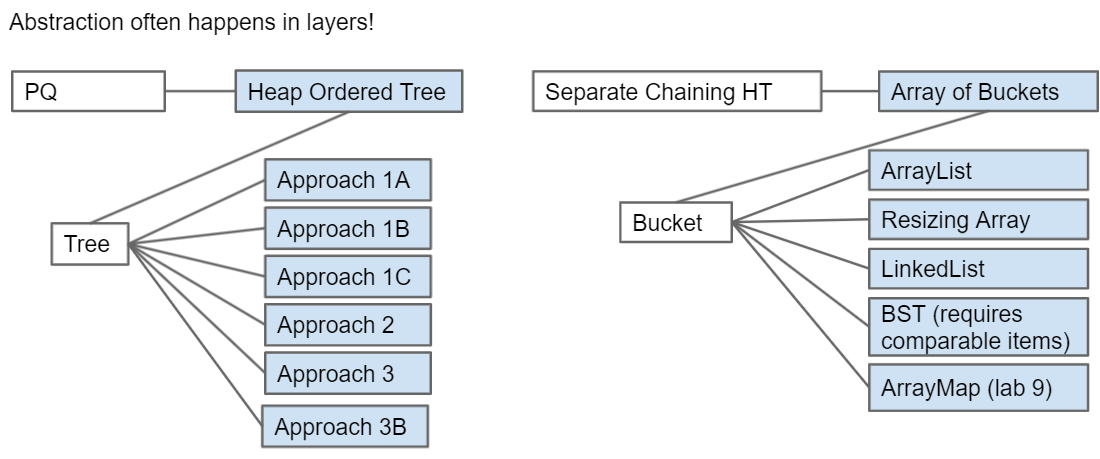 Abstraction often happens in layers!
PQ
Heap Ordered Tree
Tree
Approach 1A
Approach 1B
Approach 1C
Approach 2
Approach 3
Approach 3B
Separate Chaining HT
Array of Buckets
Bucket
ArrayList
Resizing Array
LinkedList
BST (requires
comparable items)
ArrayMap (lab 9)